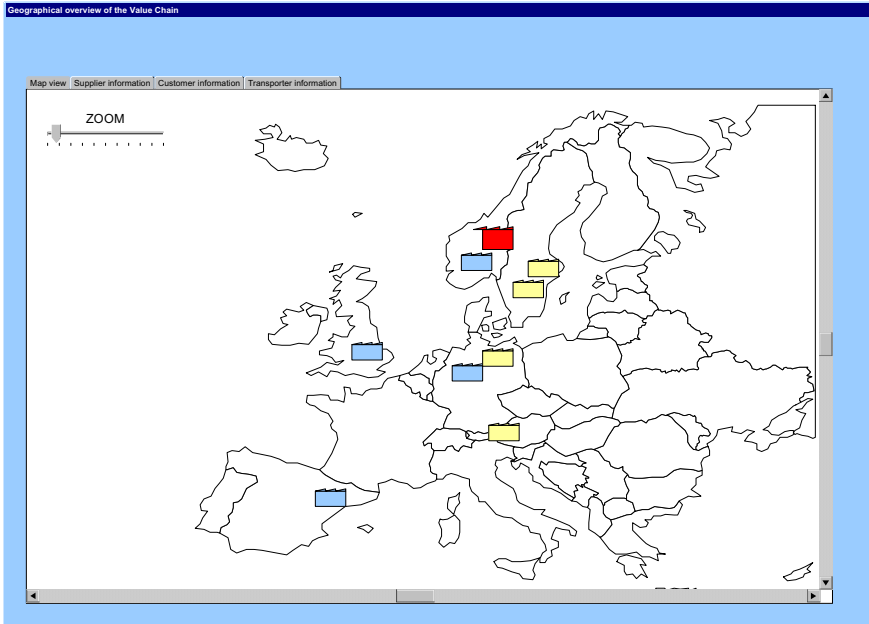 Geographical overview of the Value Chain
Map view Supplier information Customer information Transporter information
ZOOM